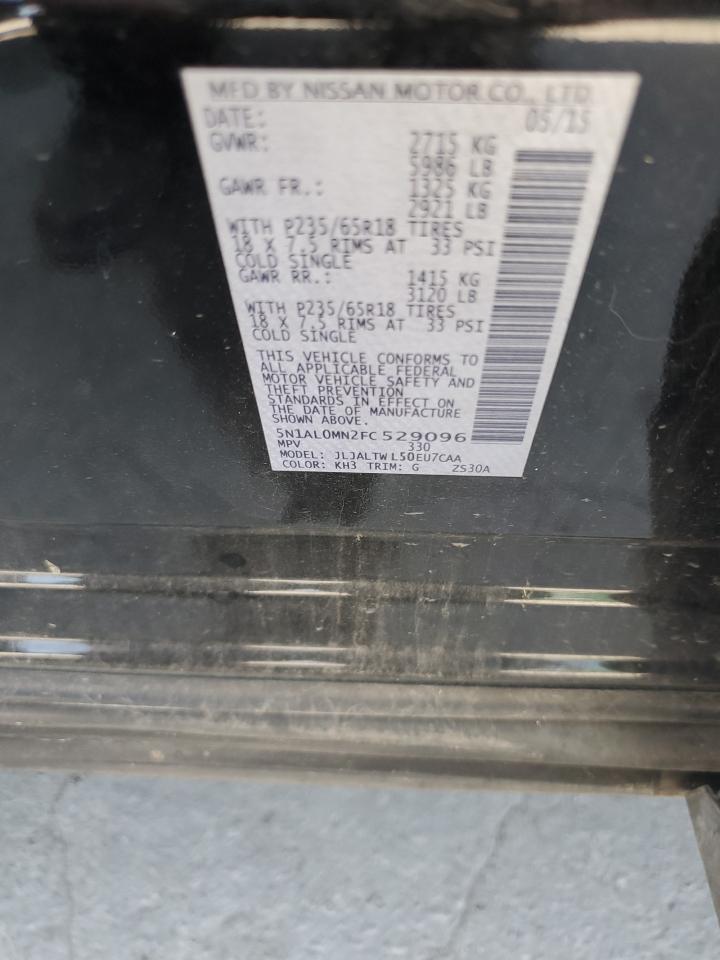 MFD BY NISSAN MOTOR CO., LTD.
DATE: 05/15
GVWR: 2715 KG
5986 LB
GAWR FR.: 1325 KG
2921 LB
WITH P235/65R18 TIRES
18 X 7.5 RIMS AT 33 PSI
COLD SINGLE
GAWR RR.: 1415 KG
3120 LB
WITH P235/65R18 TIRES
18 X 7.5 RIMS AT 33 PSI
COLD SINGLE
THIS VEHICLE CONFORMS TO
ALL APPLICABLE FEDERAL
MOTOR VEHICLE SAFETY AND
THEFT PREVENTION
STANDARDS IN EFFECT ON
THE DATE OF MANUFACTURE
SHOWN ABOVE.
5N1AL0MN2FC529096
MPV 330
MODEL: JLJALTWL50EU7CAA
COLOR: KH3 TRIM: G ZS30A